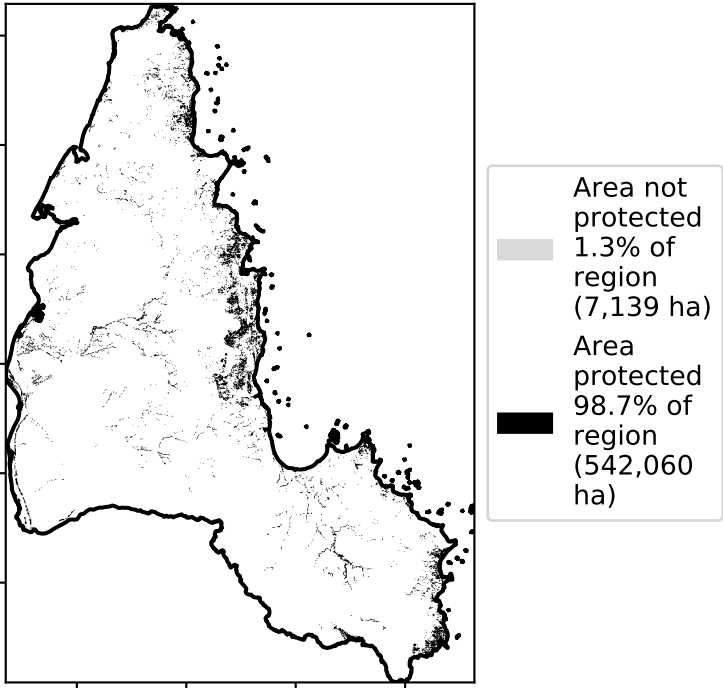 Area not
protected
1.3% of
region
(7,139 ha)
Area
protected
98.7% of
region
(542,060
ha)